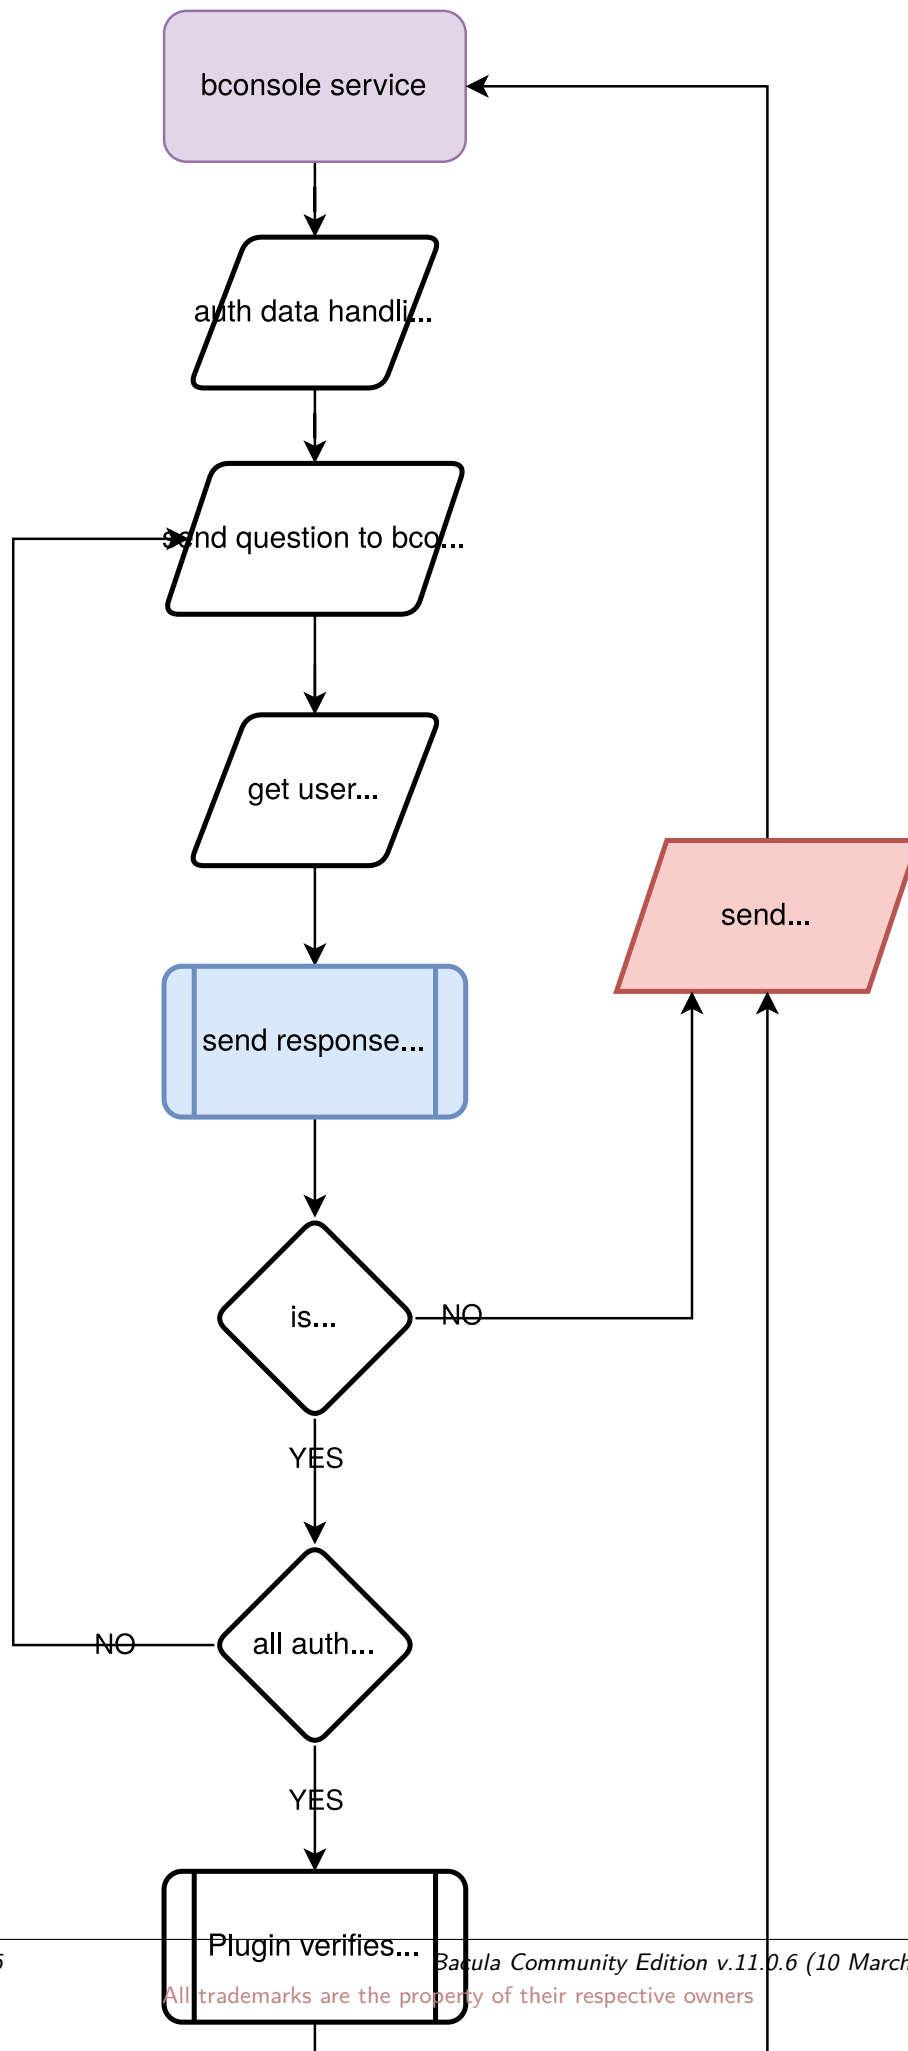 bconsole service
auth data handli...
send question to bco...
get user...
send...
send response...
is...
NO
YES
all auth...
NO
YES
Plugin verifies...
Bacula Community Edition v.11.0.6 (10 March
All trademarks are the property of their respective owners